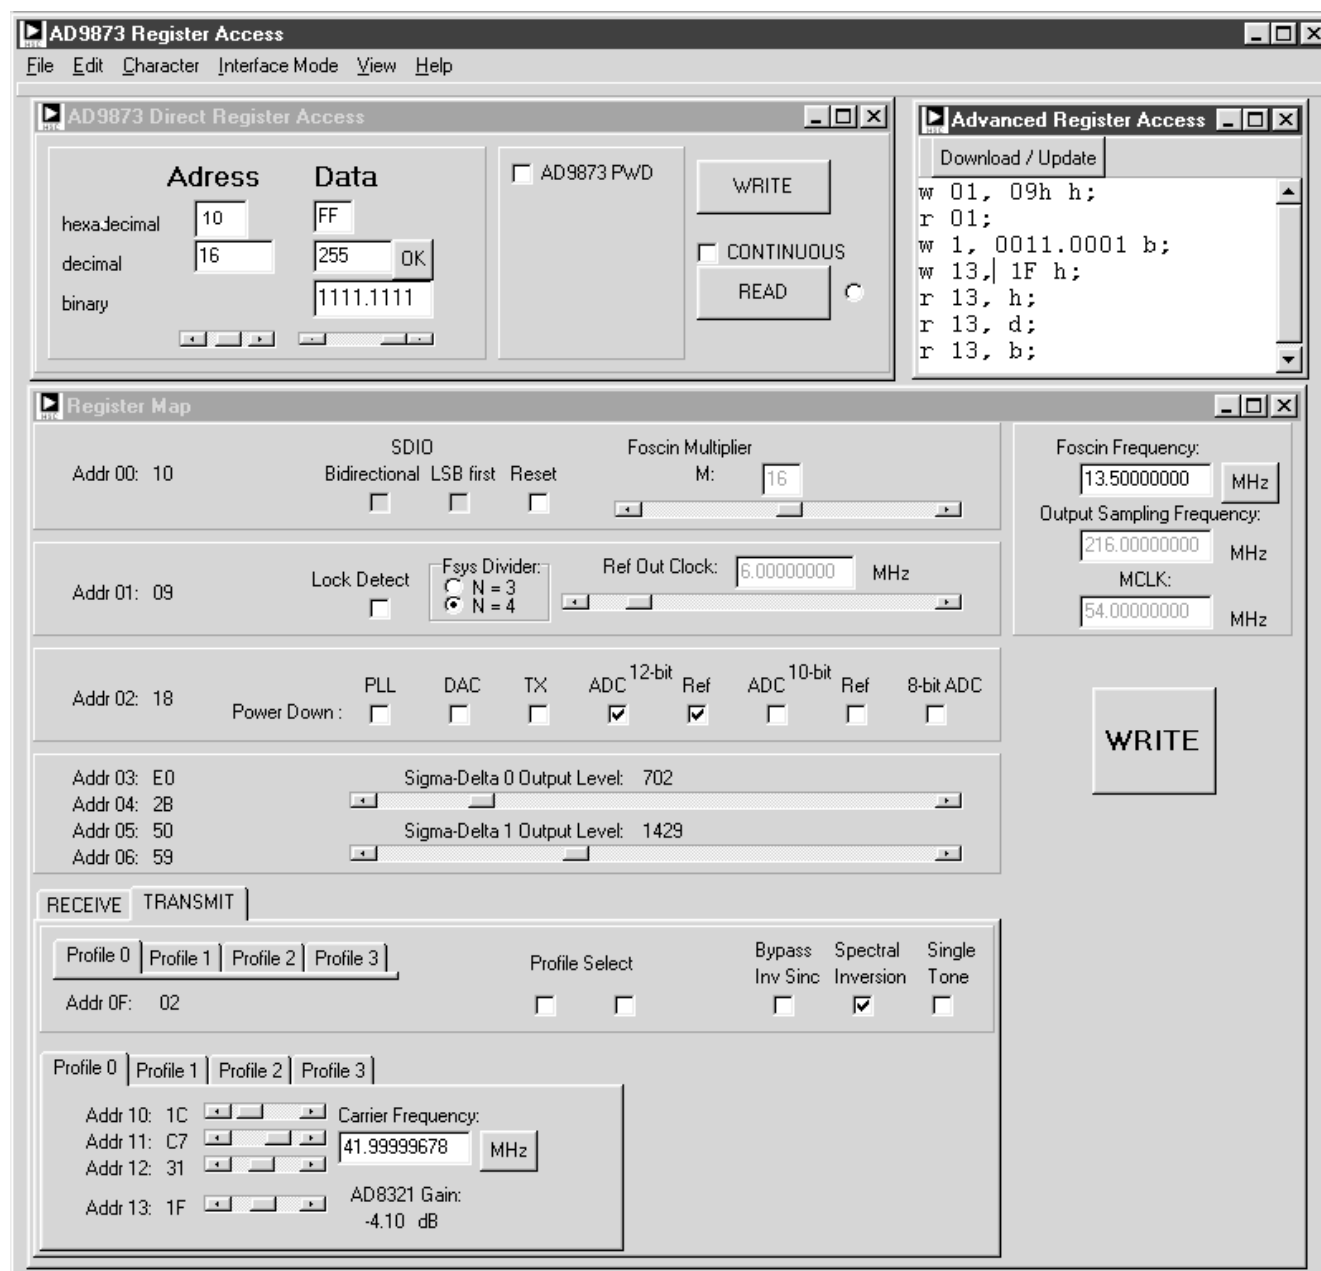 AD9873 Register Access
File Edit Character Interface Mode View Help
AD9873 Direct Register Access
Adress Data
hexadecimal 10 FF
decimal 16 255 OK
binary 1111.1111
AD9873 PWD
WRITE
CONTINUOUS
READ
Advanced Register Access
Download / Update
w 01, 09h h;
r 01;
w 1, 0011.0001 b;
w 13, 1F h;
r 13, h;
r 13, d;
r 13, b;
Register Map
SDIO Foscin Multiplier
Addr 00: 10 Bidirectional LSB first Reset M: 16
Foscin Frequency:
13.50000000 MHz
Output Sampling Frequency:
216.00000000 MHz
MCLK:
54.00000000 MHz
Addr 01: 09 Lock Detect Fsys Divider: Ref Out Clock: 6.00000000 MHz
N = 3
N = 4
12-bit 10-bit
Addr 02: 18 PLL DAC TX ADC Ref ADC Ref 8-bit ADC
Power Down :
WRITE
Addr 03: E0 Sigma-Delta 0 Output Level: 702
Addr 04: 2B
Addr 05: 50 Sigma-Delta 1 Output Level: 1429
Addr 06: 59
RECEIVE TRANSMIT
Profile 0 Profile 1 Profile 2 Profile 3
Profile Select
Bypass Spectral Single
Inv Sinc Inversion Tone
Addr 0F: 02
Profile 0 Profile 1 Profile 2 Profile 3
Addr 10: 1C Carrier Frequency:
Addr 11: C7 41.99999678 MHz
Addr 12: 31
Addr 13: 1F AD8321 Gain:
-4.10 dB